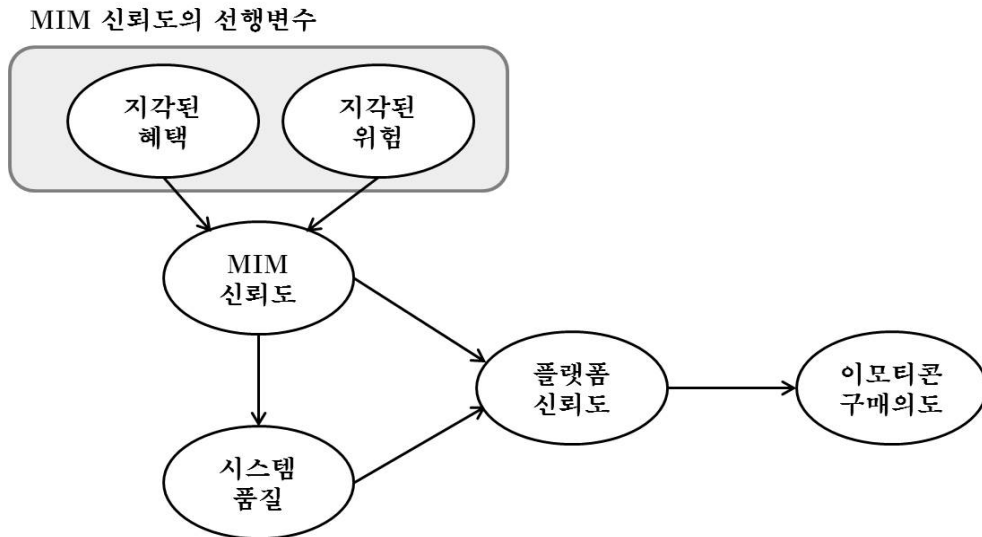 MIM 신뢰도의 선행변수
지각된
혜택
지각된
위험
MIM
신뢰도
플랫폼
신뢰도
이모티콘
구매의도
시스템
품질